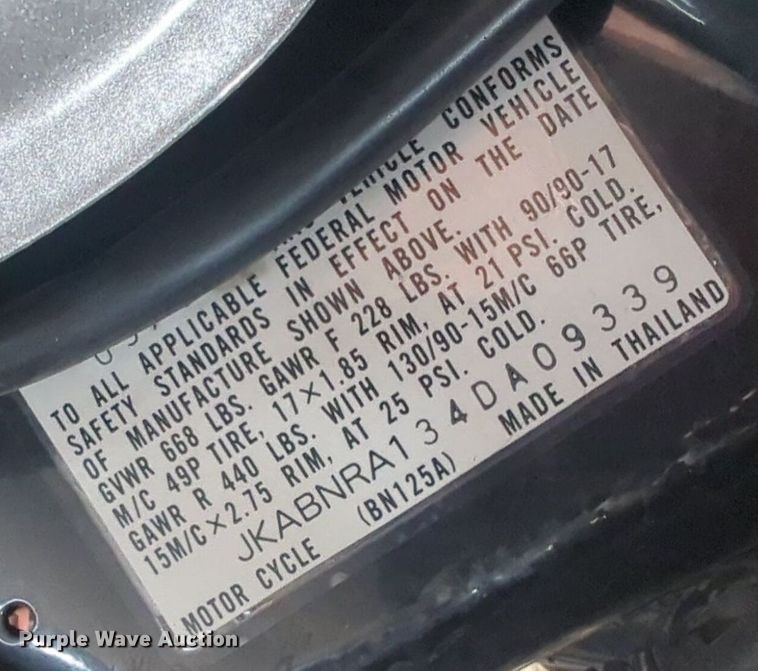 VEHICLE CONFORMS
TO ALL APPLICABLE FEDERAL MOTOR VEHICLE
SAFETY STANDARDS IN EFFECT ON THE DATE
OF MANUFACTURE SHOWN ABOVE.
GVWR 668 LBS. GAWR F 228 LBS. WITH 90/90-17
M/C 49P TIRE, 17×1.85 RIM, AT 21 PSI. COLD.
GAWR R 440 LBS. WITH 130/90-15M/C 66P TIRE,
15M/C×2.75 RIM, AT 25 PSI. COLD.
JKABNRA134DA09339
MOTOR CYCLE (BN125A) MADE IN THAILAND
Purple Wave Auction